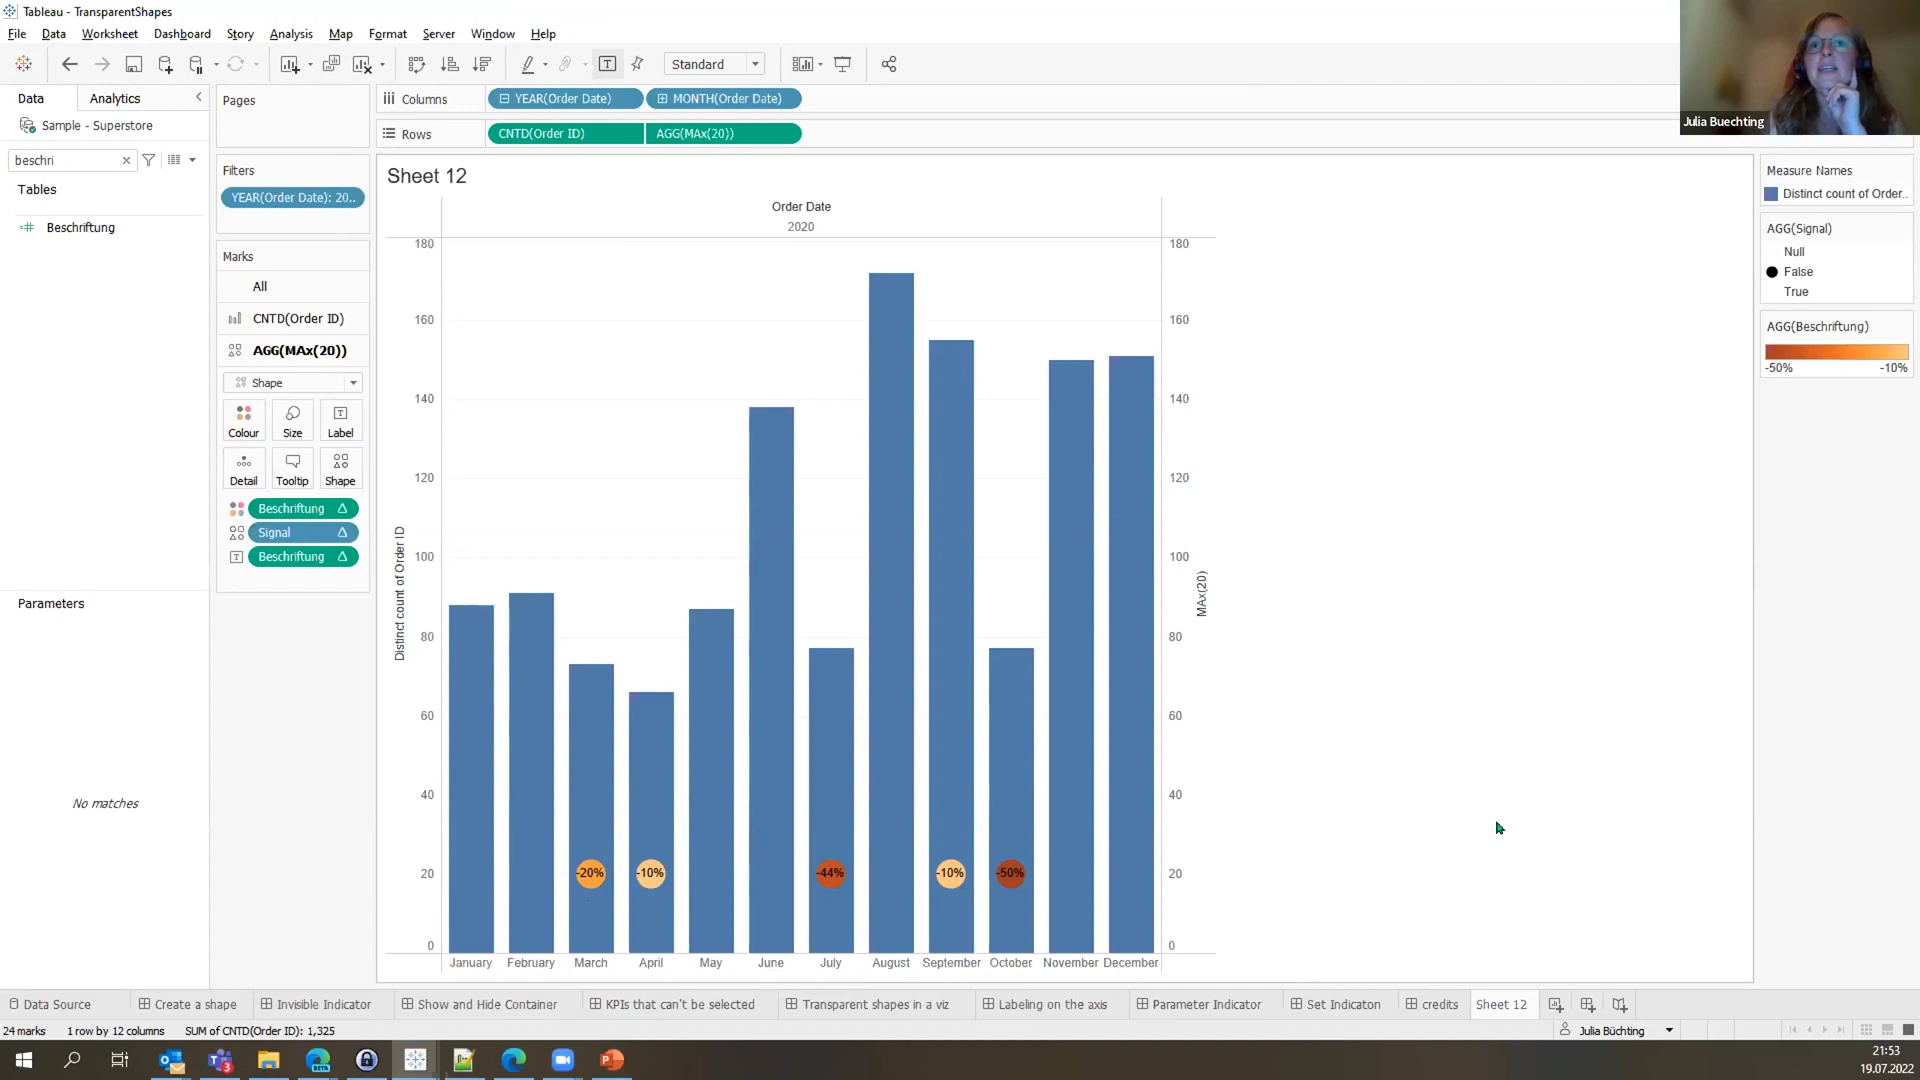 Tableau - TransparentShapes
File Data Worksheet Dashboard Story Analysis Map Format Server Window Help
Standard
Data Analytics
Sample - Superstore
beschri
Tables
Beschriftung
Parameters
No matches
Pages
Filters
YEAR(Order Date): 20..
Marks
All
CNTD(Order ID)
AGG(MAx(20))
Shape
Colour Size Label
Detail Tooltip Shape
Beschriftung
Signal
Beschriftung
Columns YEAR(Order Date) MONTH(Order Date)
Rows CNTD(Order ID) AGG(MAx(20))
Sheet 12
Order Date
2020
180 180
160 160
140 140
120 120
100 100
80 80
60 60
40 40
20 20
0 0
Distinct count of Order ID
MAx(20)
-20% -10% -44% -10% -50%
January February March April May June July August September October November December
Julia Buechting
Measure Names
Distinct count of Order..
AGG(Signal)
Null
False
True
AGG(Beschriftung)
-50% -10%
Data Source Create a shape Invisible Indicator Show and Hide Container KPIs that can't be selected Transparent shapes in a viz Labeling on the axis Parameter Indicator Set Indicaton credits Sheet 12
24 marks 1 row by 12 columns SUM of CNTD(Order ID): 1,325 Julia Büchting
BETA
3
21:53
19.07.2022